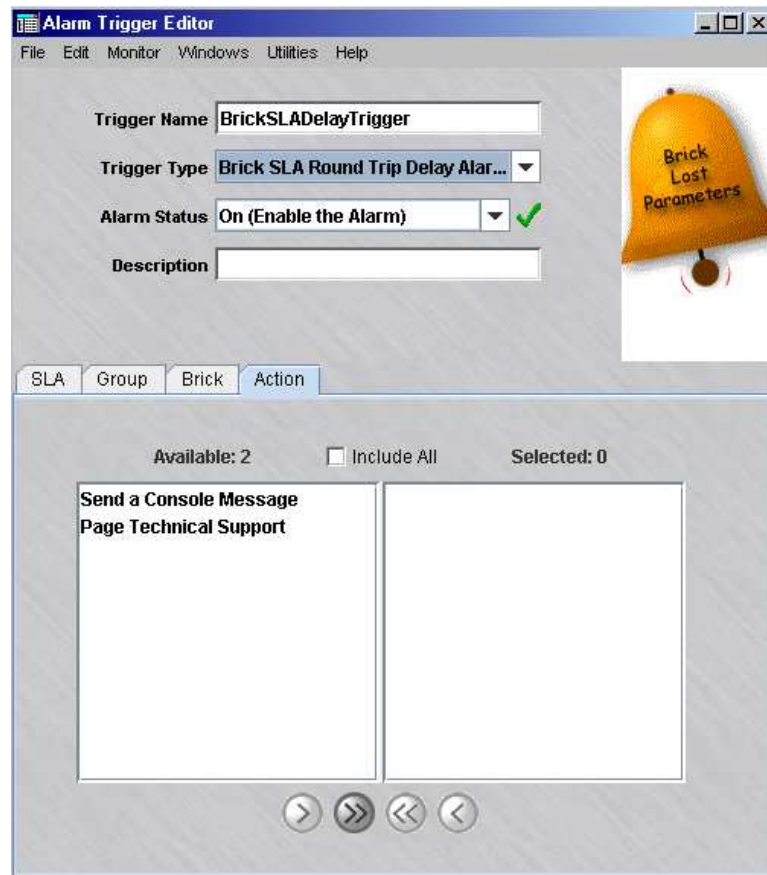 Alarm Trigger Editor
File Edit Monitor Windows Utilities Help
Trigger Name BrickSLADelayTrigger
Trigger Type Brick SLA Round Trip Delay Alar...
Alarm Status On (Enable the Alarm)
Description
Brick
Lost
Parameters
SLA Group Brick Action
Available: 2 Include All Selected: 0
Send a Console Message
Page Technical Support